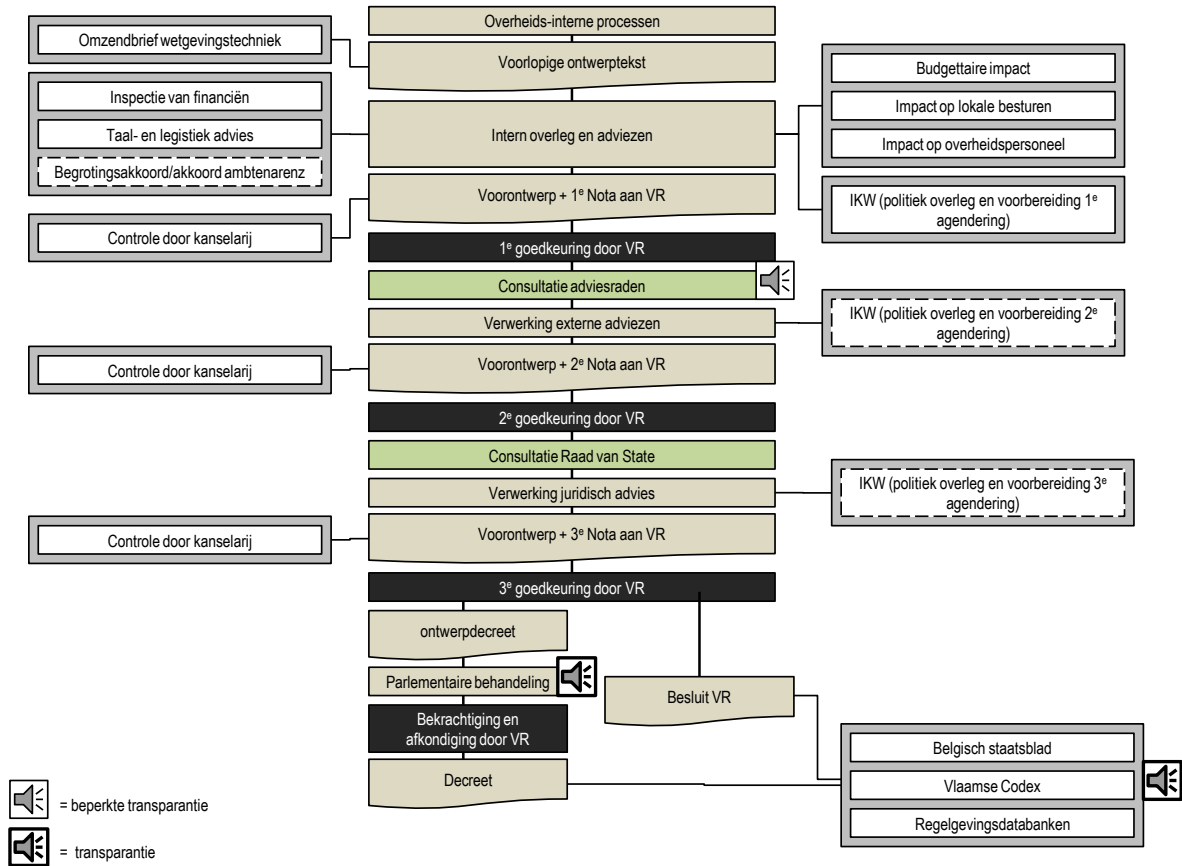 Overheids-interne processen
Omzendbrief wetgevingstechniek
Voorlopige ontwerptekst
Budgettaire impact
Inspectie van financiën
Impact op lokale besturen
Taal- en legistiek advies
Intern overleg en adviezen
Impact op overheidspersoneel
Begrotingsakkoord/akkoord ambtenarenz
Voorontwerp + 1e Nota aan VR
IKW (politiek overleg en voorbereiding 1e
agendering)
Controle door kanselarij
1e goedkeuring door VR
Consultatie adviesraden
Verwerking externe adviezen
IKW (politiek overleg en voorbereiding 2e
agendering)
Controle door kanselarij
Voorontwerp + 2e Nota aan VR
2e goedkeuring door VR
Consultatie Raad van State
Verwerking juridisch advies
IKW (politiek overleg en voorbereiding 3e
agendering)
Controle door kanselarij
Voorontwerp + 3e Nota aan VR
3e goedkeuring door VR
ontwerpdecreet
Parlementaire behandeling
Besluit VR
Bekrachtiging en
afkondiging door VR
Decreet
Belgisch staatsblad
Vlaamse Codex
Regelgevingsdatabanken
= beperkte transparantie
= transparantie